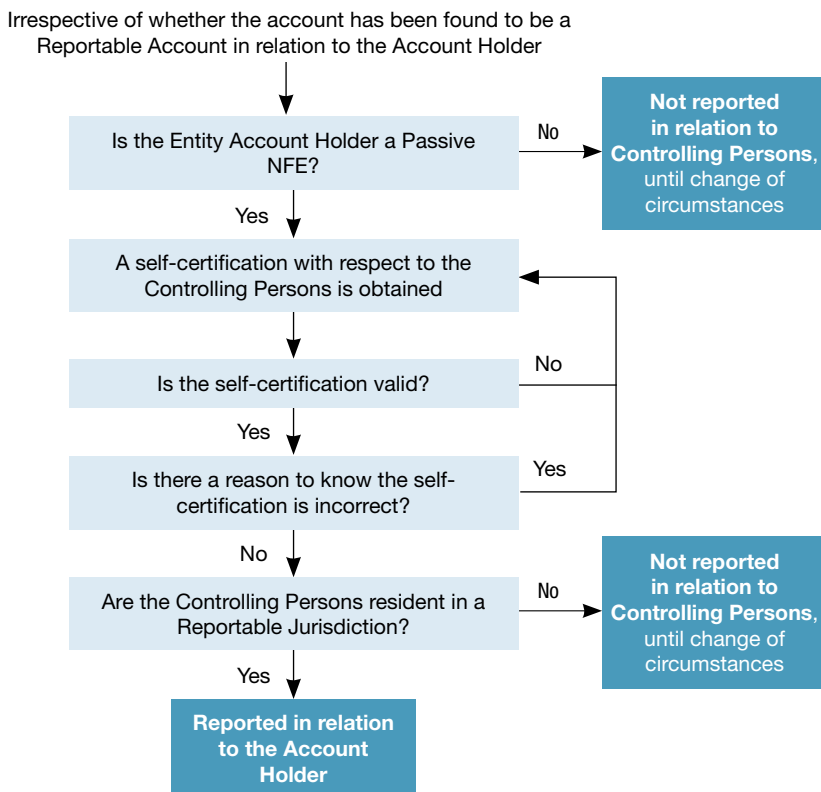 Irrespective of whether the account has been found to be a
Reportable Account in relation to the Account Holder
Is the Entity Account Holder a Passive
NFE?
No
Not reported
in relation to
Controlling Persons,
until change of
circumstances
Yes
A self-certification with respect to the
Controlling Persons is obtained
Is the self-certification valid?
No
Yes
Is there a reason to know the self-
certification is incorrect?
Yes
No
Are the Controlling Persons resident in a
Reportable Jurisdiction?
No
Not reported
in relation to
Controlling Persons,
until change of
circumstances
Yes
Reported in relation
to the Account
Holder